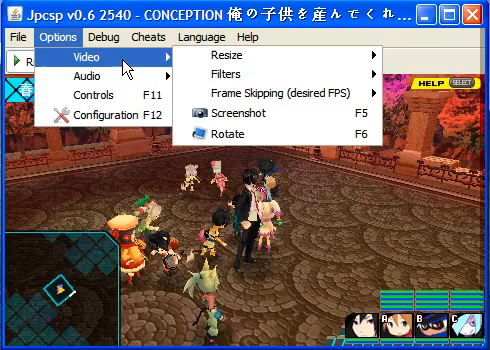 Jpcsp v0.6 2540 - CONCEPTION 俺の子供を産んでくれ...
File Options Debug Cheats Language Help
Video
Audio
Controls F11
Configuration F12
Resize
Filters
Frame Skipping (desired FPS)
Screenshot F5
Rotate F6
HELP SELECT
A B C
77